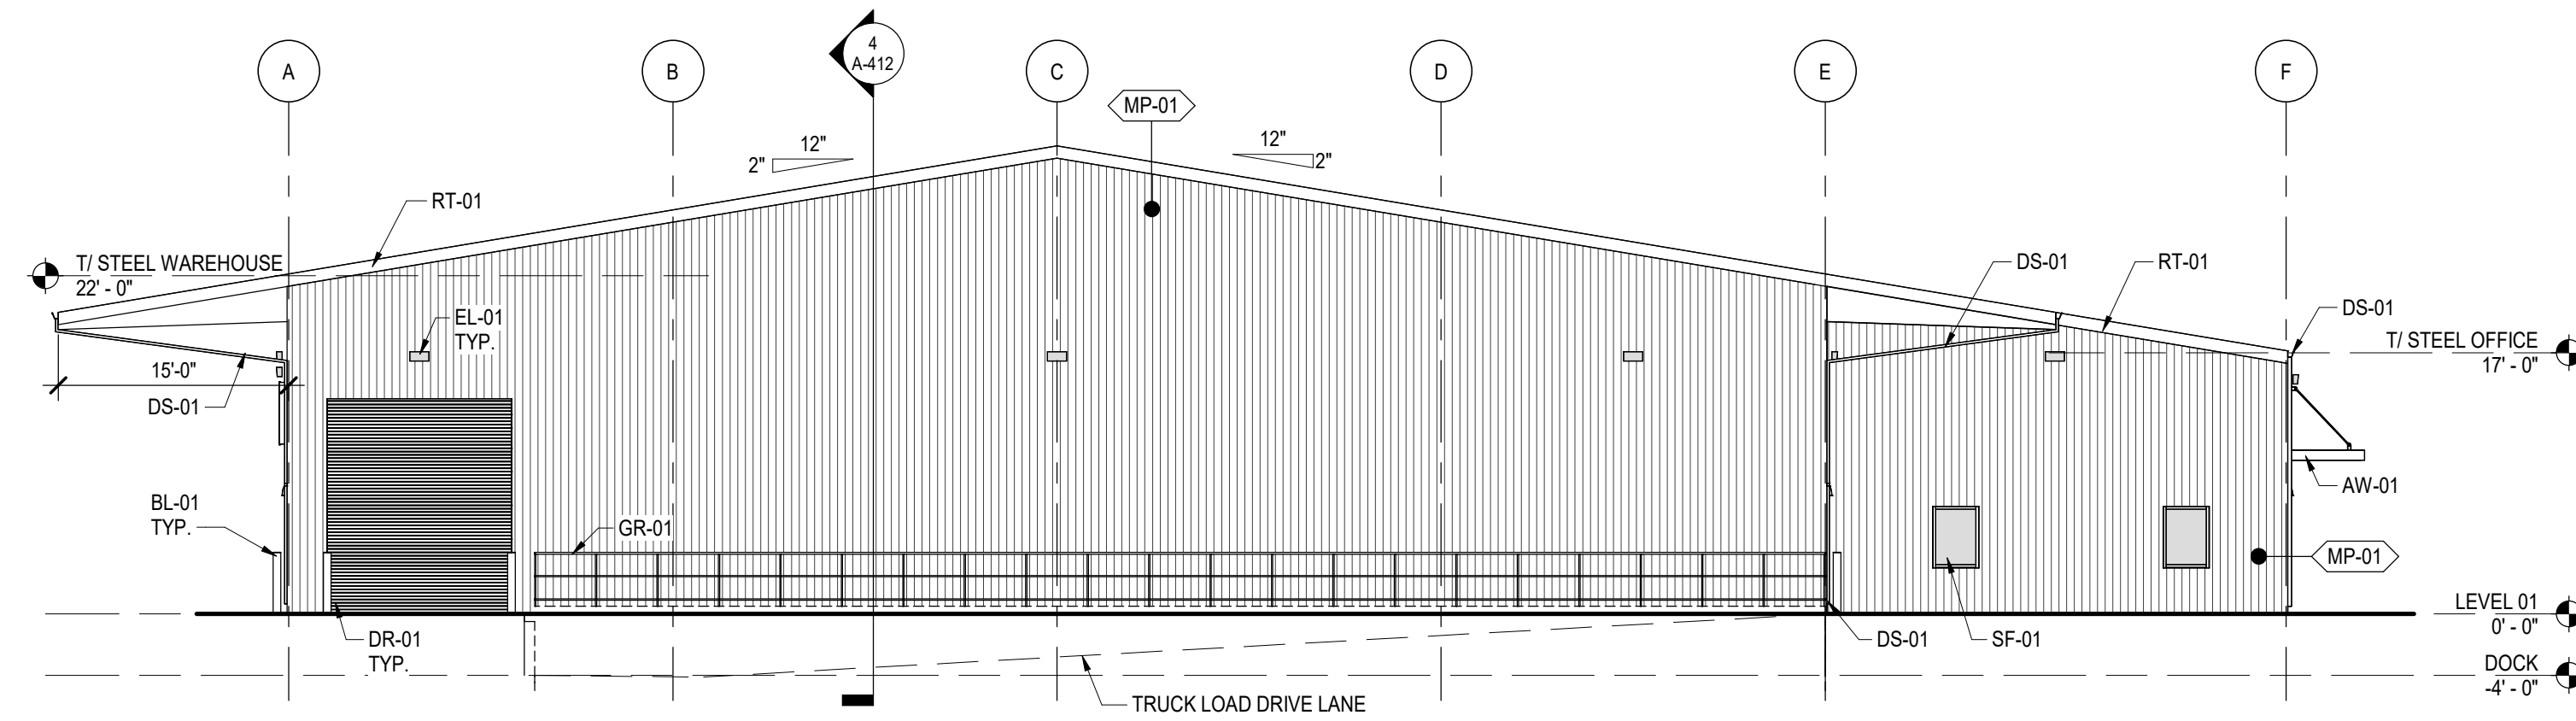 A
B
4
A-412
C
D
E
F
MP-01
12"
2"
12"
2"
RT-01
T/ STEEL WAREHOUSE
22' - 0"
EL-01
TYP.
15'-0"
DS-01
DS-01
RT-01
DS-01
T/ STEEL OFFICE
17' - 0"
AW-01
BL-01
TYP.
GR-01
MP-01
LEVEL 01
0' - 0"
DR-01
TYP.
DS-01
SF-01
DOCK
-4' - 0"
TRUCK LOAD DRIVE LANE